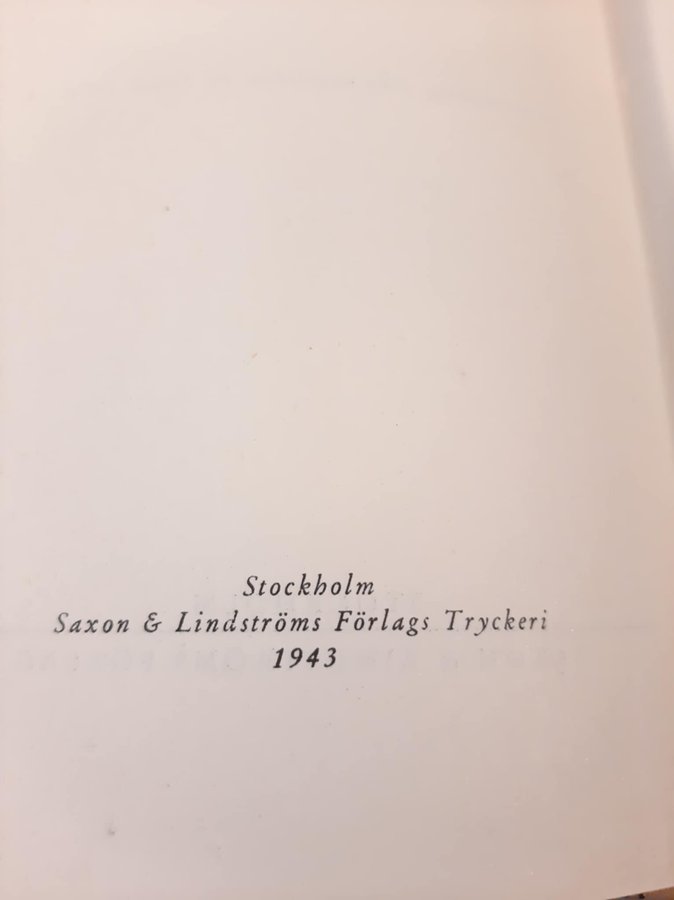 Stockholm
Saxon & Lindströms Förlags Tryckeri
1943